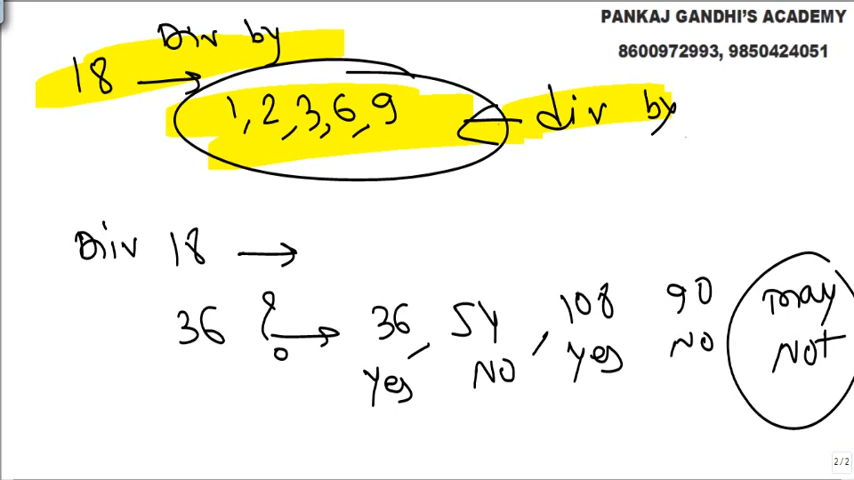 PANKAJ GANDHI'S ACADEMY
8600972993, 9850424051
Div by
18 →
1, 2, 3, 6, 9
div by
Div 18 →
36 ? → 36, 54, 108 90 may
Yes NO Yes NO Not
2/2